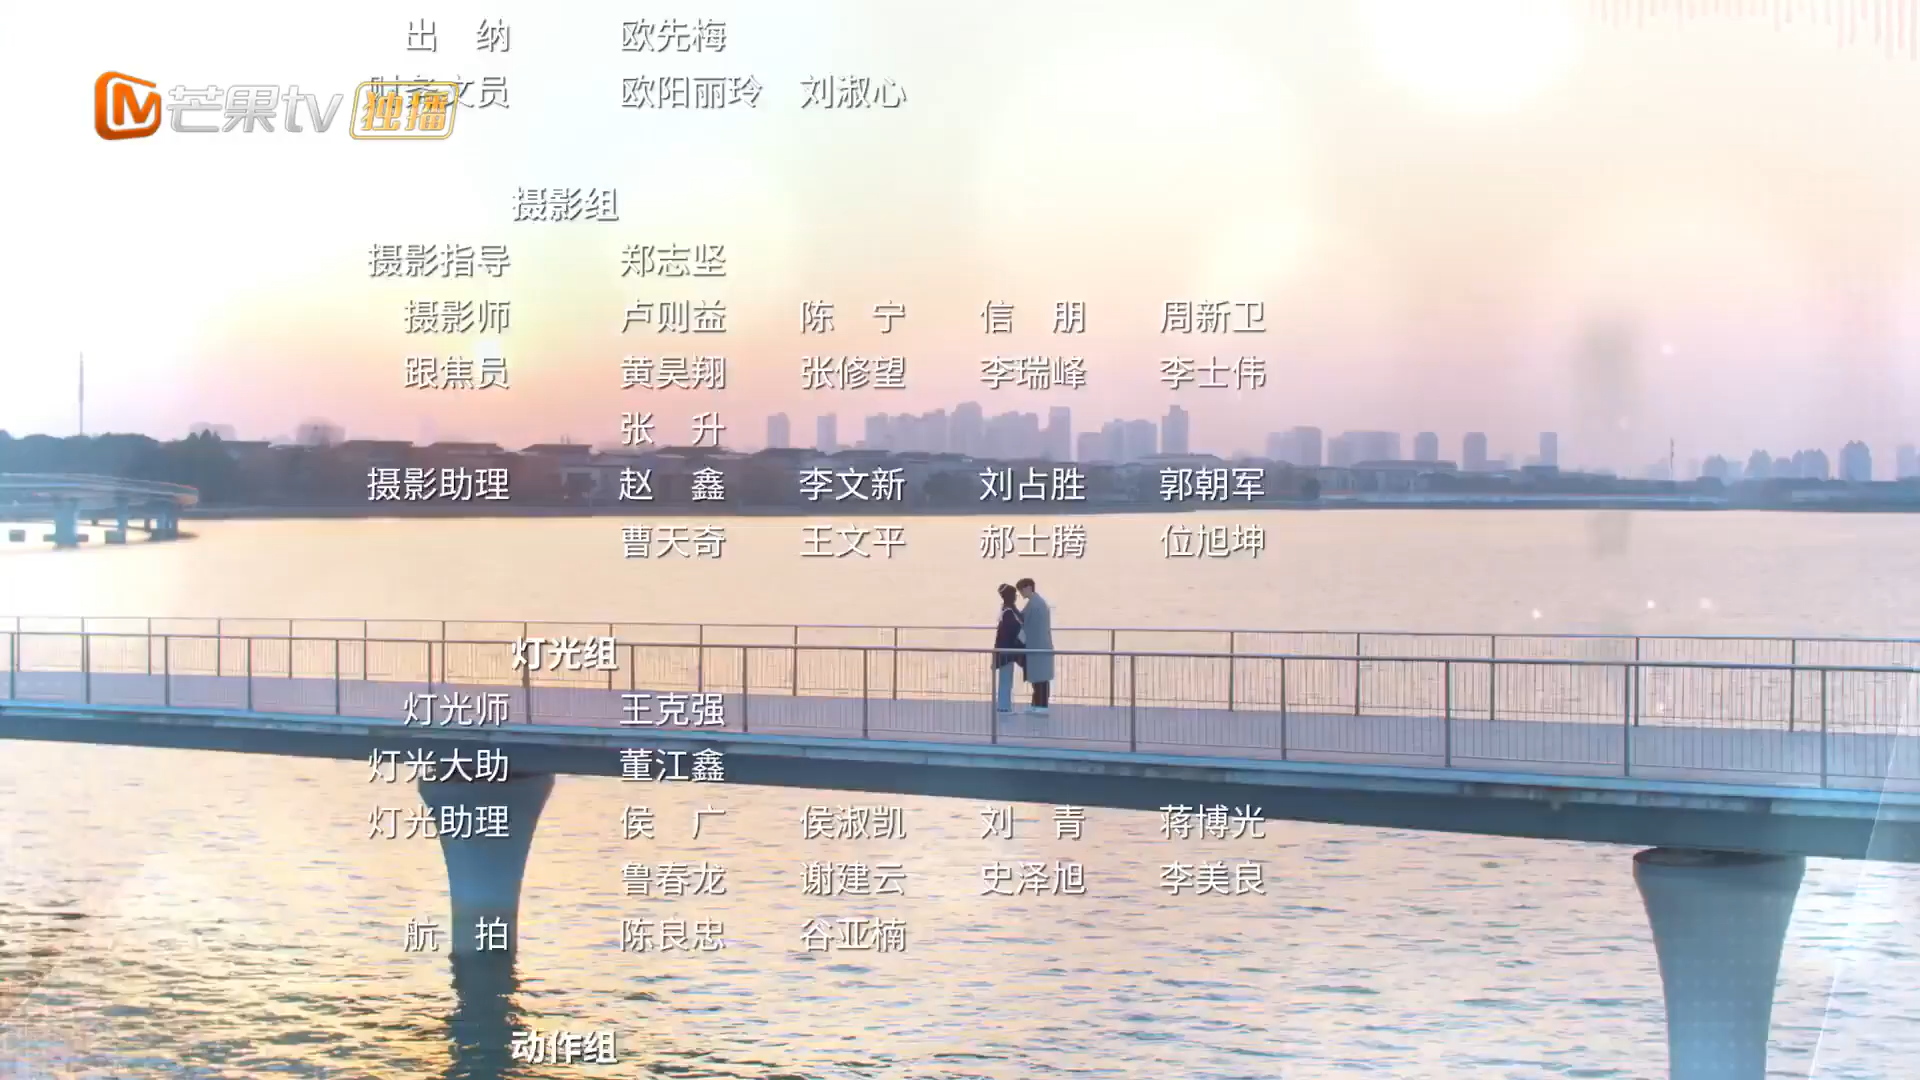 出 纳 欧先梅
财务文员 欧阳丽玲 刘淑心
芒果tv 独播
摄影组
摄影指导 郑志坚
摄影师 卢则益 陈 宁 信 朋 周新卫
跟焦员 黄昊翔 张修望 李瑞峰 李士伟
张 升
摄影助理 赵 鑫 李文新 刘占胜 郭朝军
曹天奇 王文平 郝士腾 位旭坤
灯光组
灯光师 王克强
灯光大助 董江鑫
灯光助理 侯 广 侯淑凯 刘 青 蒋博光
鲁春龙 谢建云 史泽旭 李美良
航 拍 陈良忠 谷亚楠
动作组